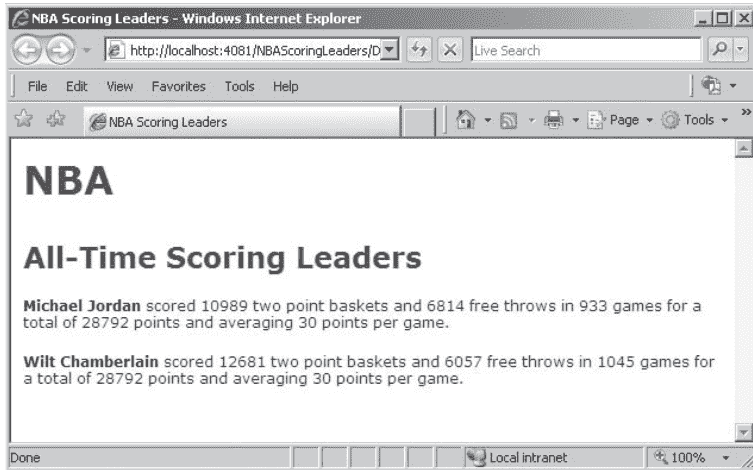 NBA Scoring Leaders - Windows Internet Explorer
http://localhost:4081/NBAScoringLeaders/D
Live Search
File Edit View Favorites Tools Help
NBA Scoring Leaders
Page Tools »
NBA
All-Time Scoring Leaders
Michael Jordan scored 10989 two point baskets and 6814 free throws in 933 games for a
total of 28792 points and averaging 30 points per game.
Wilt Chamberlain scored 12681 two point baskets and 6057 free throws in 1045 games for
a total of 28792 points and averaging 30 points per game.
Done Local intranet 100%